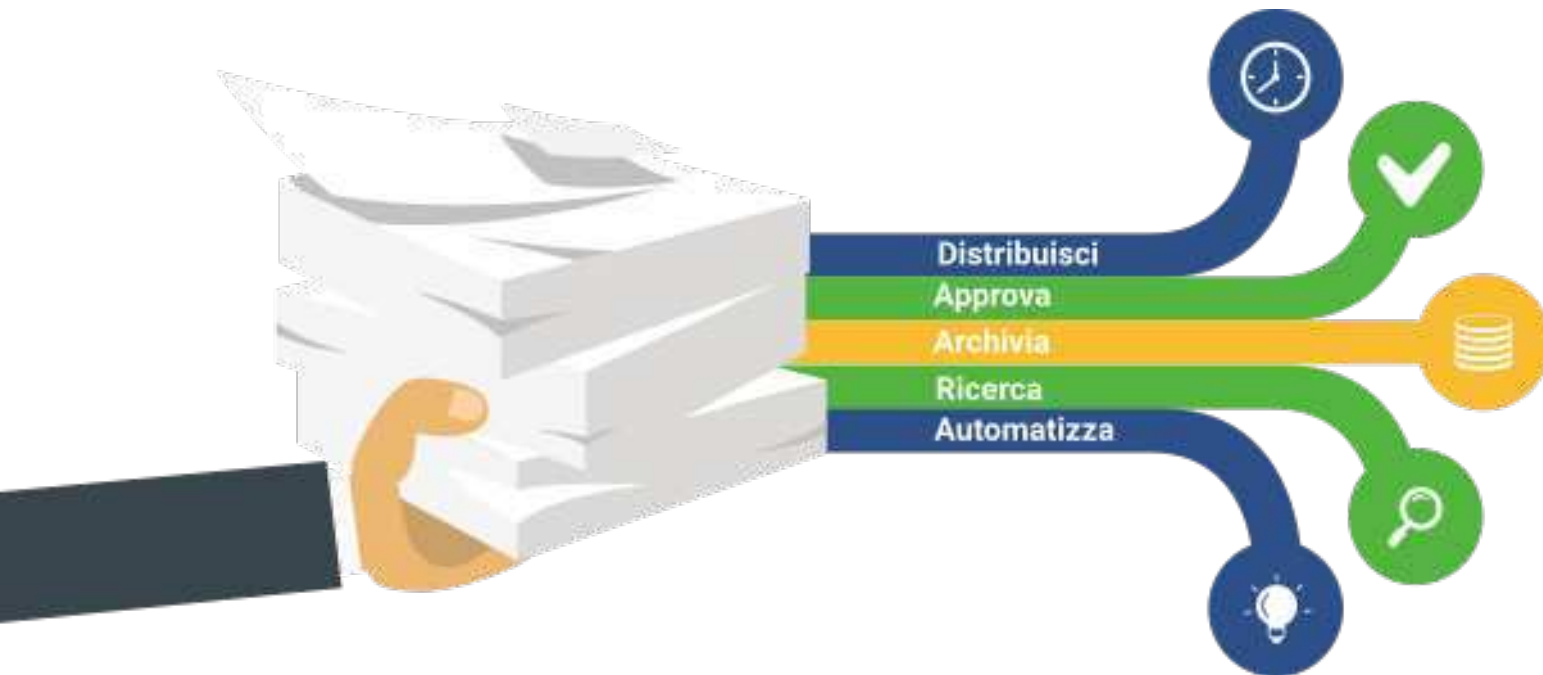 Distribuisci
Approva
Archivia
Ricerca
Automatizza